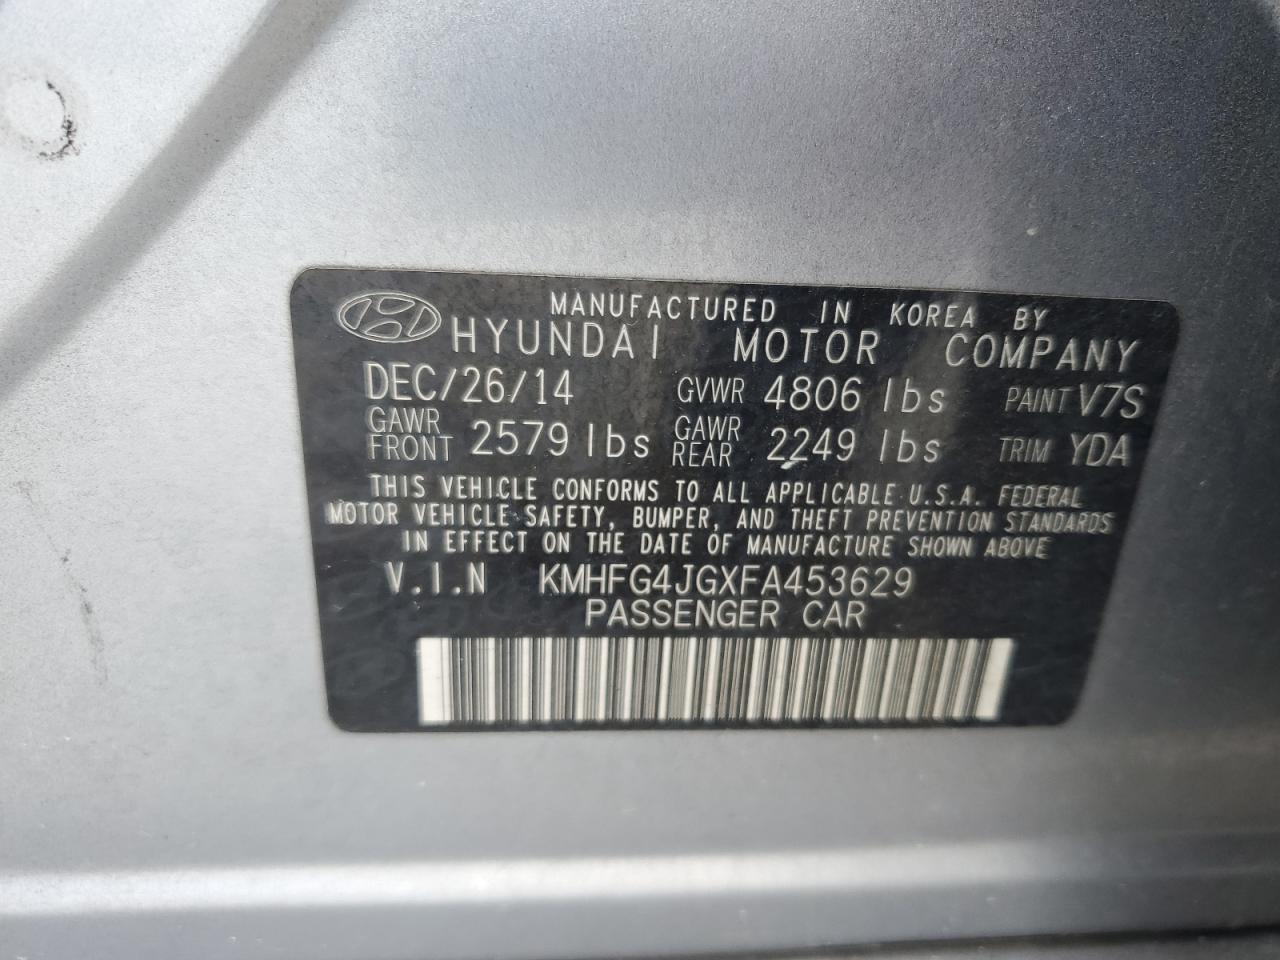 MANUFACTURED IN KOREA BY
HYUNDAI MOTOR COMPANY
DEC/26/14 GVWR 4806 lbs PAINT V7S
GAWR FRONT 2579 lbs GAWR REAR 2249 lbs TRIM YDA
THIS VEHICLE CONFORMS TO ALL APPLICABLE U.S.A. FEDERAL
MOTOR VEHICLE SAFETY, BUMPER, AND THEFT PREVENTION STANDARDS
IN EFFECT ON THE DATE OF MANUFACTURE SHOWN ABOVE
V.I.N KMHFG4JGXFA453629
PASSENGER CAR